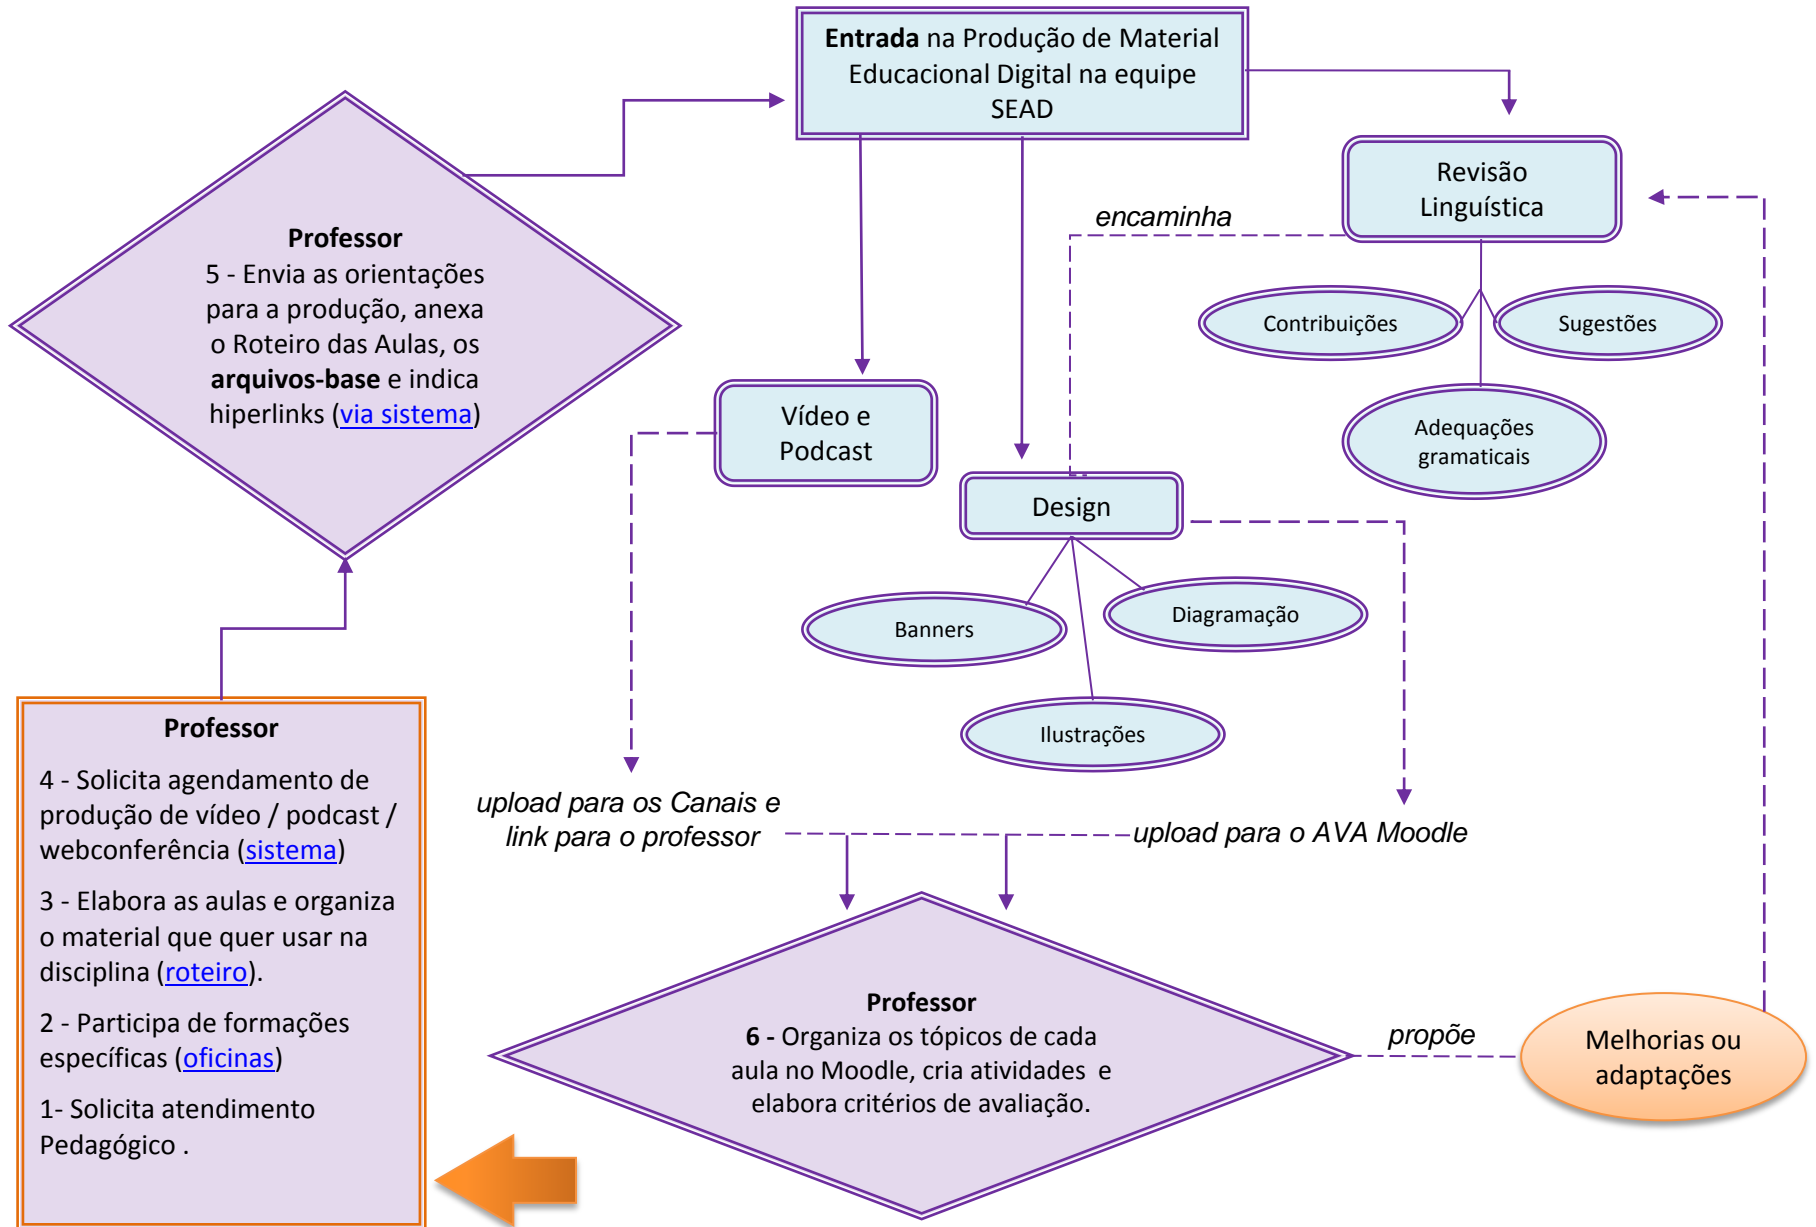 Entrada na Produção de Material
Educacional Digital na equipe
SEAD
Revisão
Linguística
encaminha
Professor
5 - Envia as orientações
para a produção, anexa
o Roteiro das Aulas, os
arquivos-base e indica
hiperlinks (via sistema)
Contribuições
Sugestões
Adequações
gramaticais
Vídeo e
Podcast
Design
Banners
Diagramação
Ilustrações
Professor
4 - Solicita agendamento de
produção de vídeo / podcast /
webconferência (sistema)
3 - Elabora as aulas e organiza
o material que quer usar na
disciplina (roteiro).
2 - Participa de formações
específicas (oficinas)
1- Solicita atendimento
Pedagógico .
upload para os Canais e
link para o professor
upload para o AVA Moodle
Professor
6 - Organiza os tópicos de cada
aula no Moodle, cria atividades  e
elabora critérios de avaliação.
propõe
Melhorias ou
adaptações